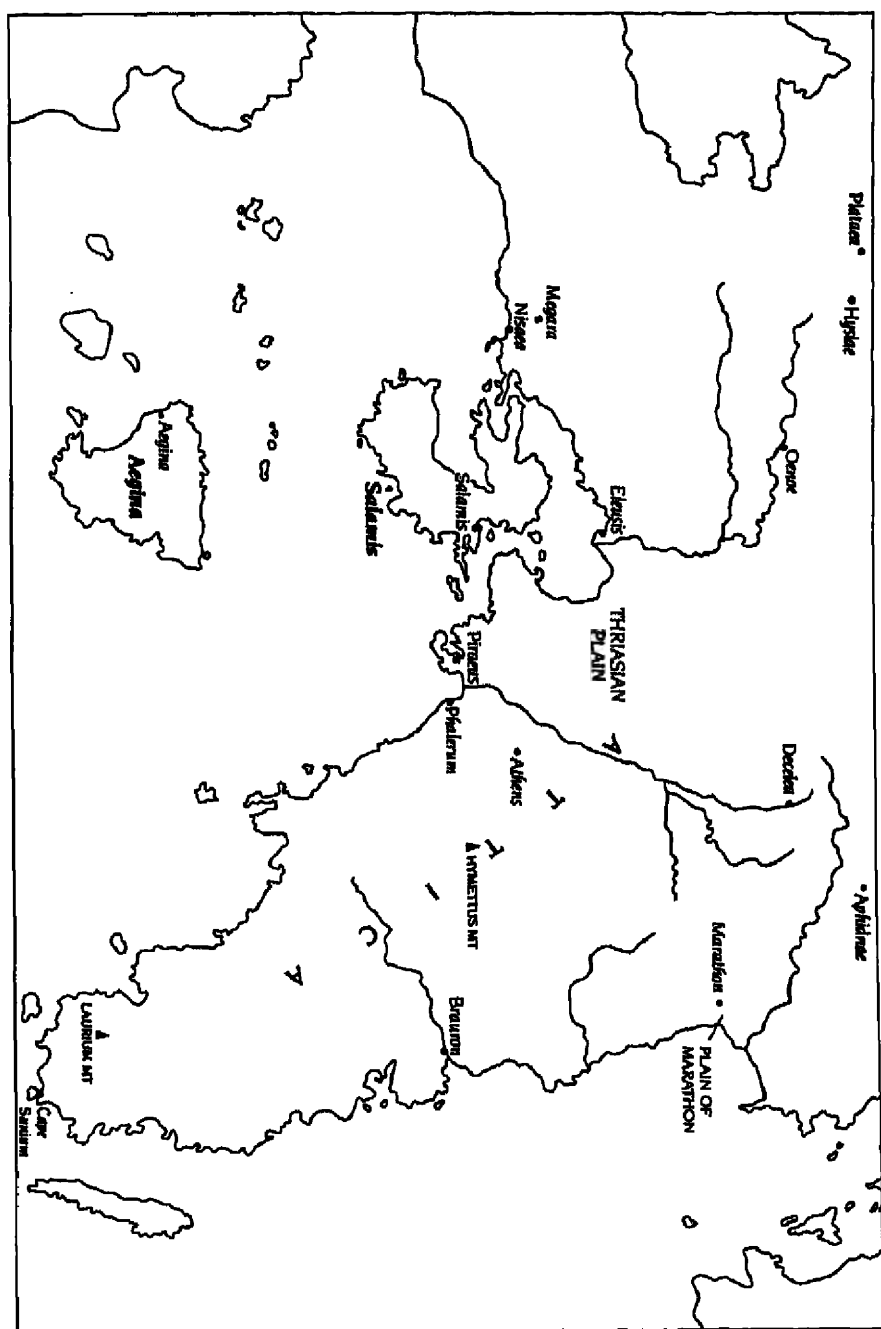 Plataea
Hysiae
Oenoe
Decelea
Aphidnae
Marathon
PLAIN OF
MARATHON
Megara
Nisaea
Eleusis
THRIASIAN
PLAIN
Athens
HYMETTUS MT
Salamis
Salamis
Piraeus
Phalerum
Brauron
Aegina
Aegina
LAURIUM MT
Cape
Sunium